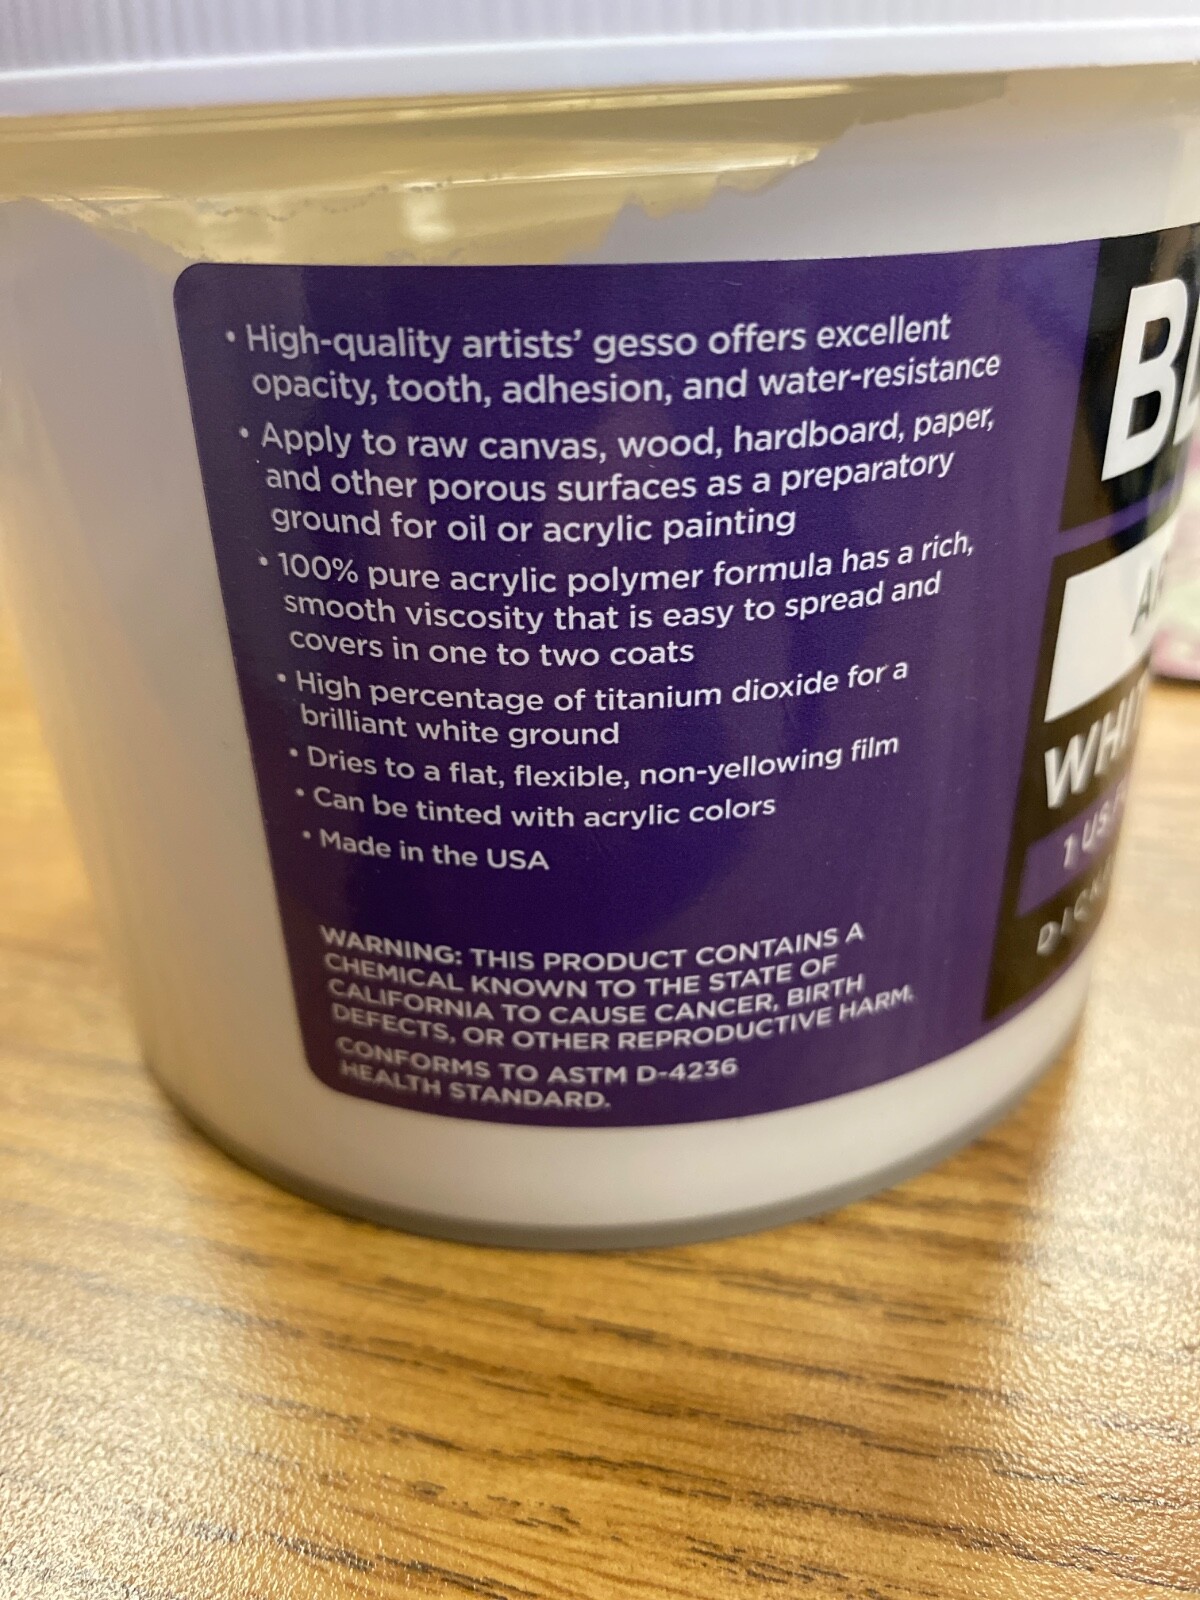 • High-quality artists’ gesso offers excellent
opacity, tooth, adhesion, and water-resistance
• Apply to raw canvas, wood, hardboard, paper,
and other porous surfaces as a preparatory
ground for oil or acrylic painting
• 100% pure acrylic polymer formula has a rich,
smooth viscosity that is easy to spread and
covers in one to two coats
• High percentage of titanium dioxide for a
brilliant white ground
• Dries to a flat, flexible, non-yellowing film
• Can be tinted with acrylic colors
• Made in the USA
WARNING: THIS PRODUCT CONTAINS A
CHEMICAL KNOWN TO THE STATE OF
CALIFORNIA TO CAUSE CANCER, BIRTH
DEFECTS, OR OTHER REPRODUCTIVE HARM.
CONFORMS TO ASTM D-4236
HEALTH STANDARD.